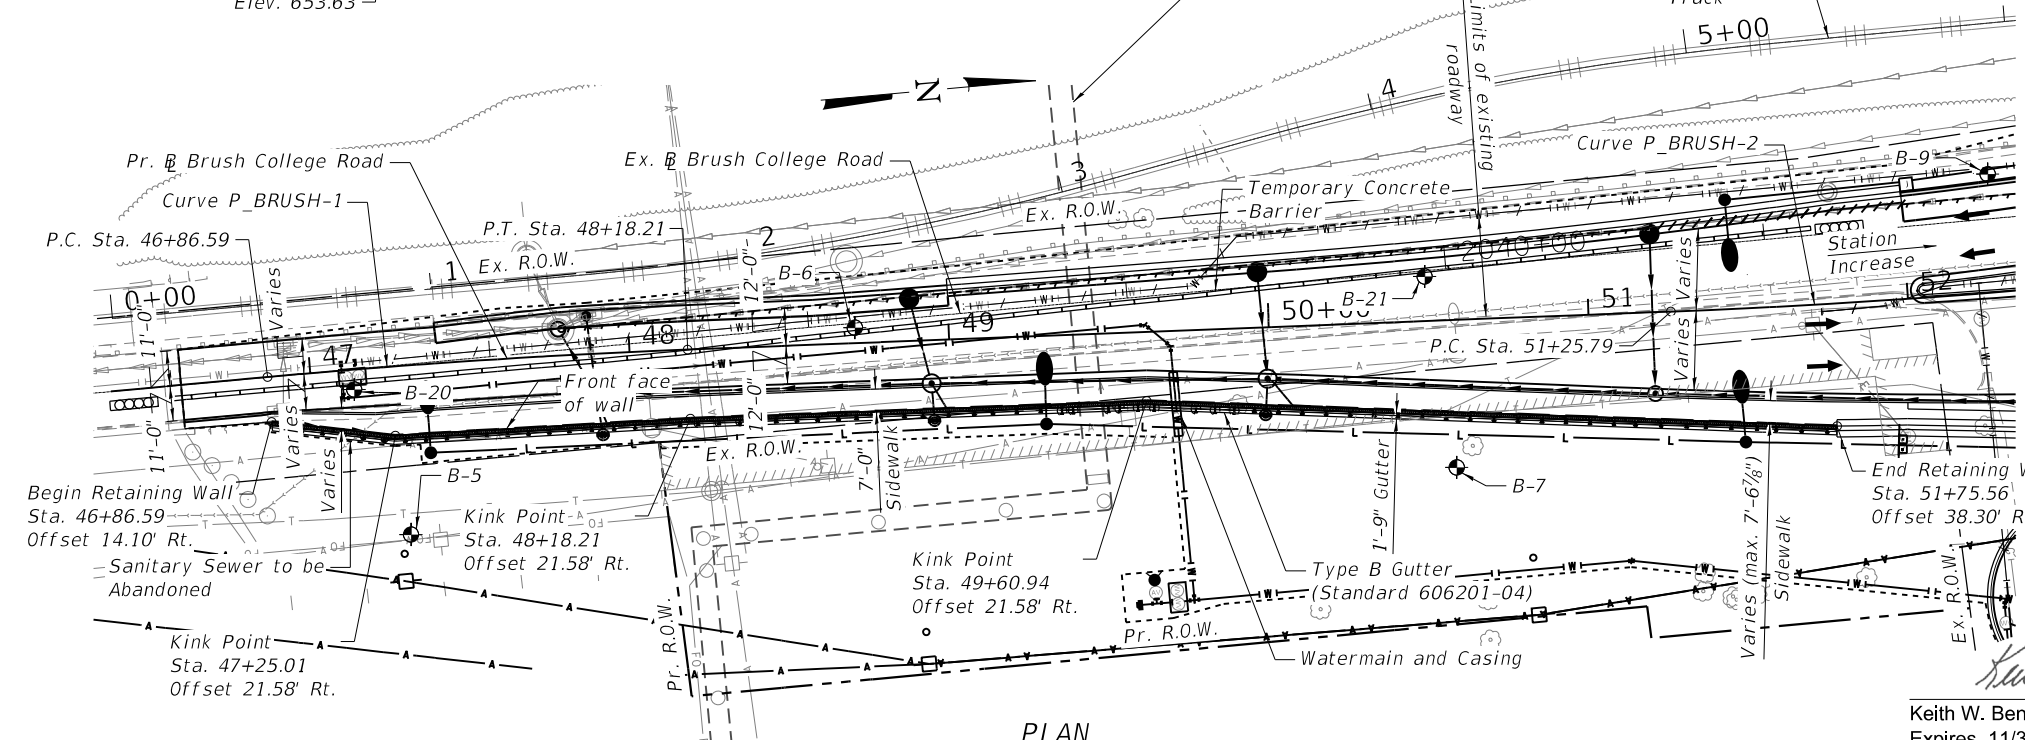 Elev. 653.63
Track
5+00
Limits of existing
roadway
N
4
3
Pr. ⅊ Brush College Road
Ex. ⅊ Brush College Road
Curve P_BRUSH-2
B-9
Curve P_BRUSH-1
Temporary Concrete
Barrier
Ex. R.O.W.
P.C. Sta. 46+86.59
P.T. Sta. 48+18.21
2
1
Ex. R.O.W.
B-6
2040+00
Station
Increase
0+00
Varies
12'-0"
B-21
50+00
51
52
11'-0"
47
48
49
P.C. Sta. 51+25.79
Varies
Varies
B-20
Front face
of wall
12'-0"
11'-0"
Varies
Varies
Ex. R.O.W.
B-5
7'-0"
Sidewalk
1'-9" Gutter
B-7
Varies (max. 7'-6⅞")
Sidewalk
End Retaining W
Sta. 51+75.56
Offset 38.30' R
Begin Retaining Wall
Sta. 46+86.59
Offset 14.10' Rt.
Kink Point
Sta. 48+18.21
Offset 21.58' Rt.
Sanitary Sewer to be
Abandoned
Kink Point
Sta. 49+60.94
Offset 21.58' Rt.
Type B Gutter
(Standard 606201-04)
Ex. R.O.W.
Pr. R.O.W.
Pr. R.O.W.
Kink Point
Sta. 47+25.01
Offset 21.58' Rt.
Watermain and Casing
PLAN
Keith W. Ben
Expires 11/3